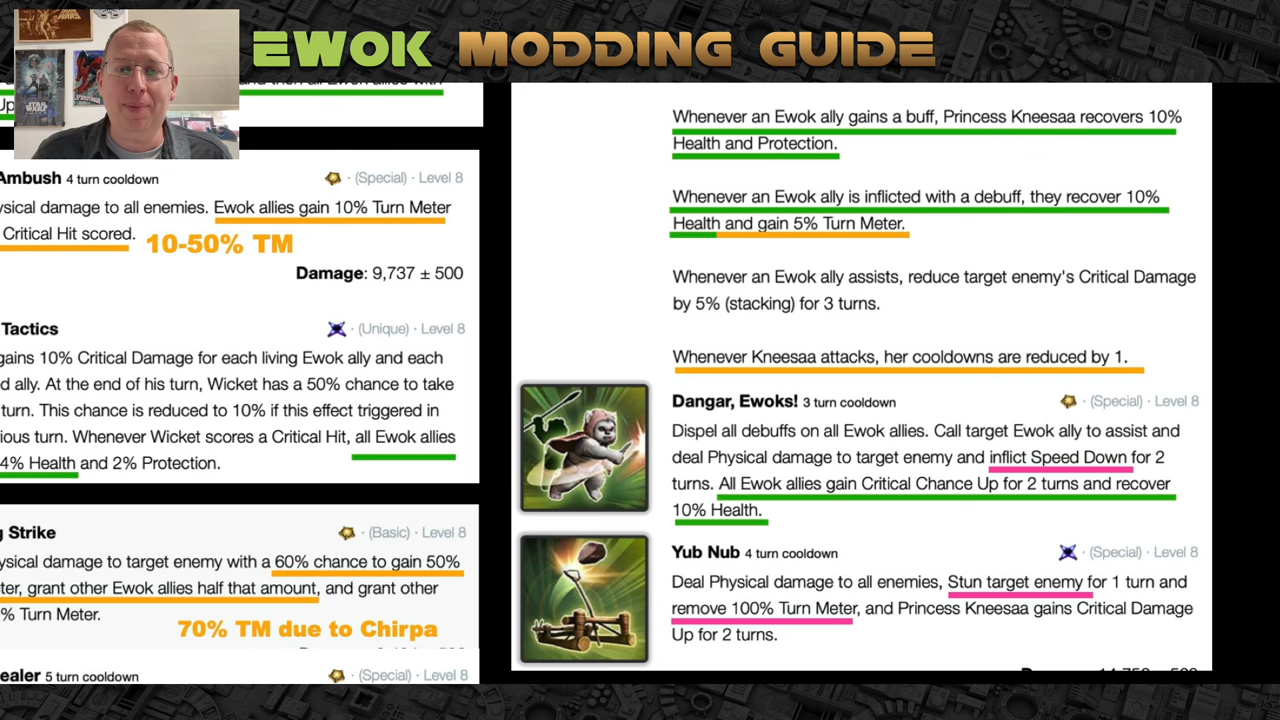 EWOK MODDING GUIDE
STAR
WARS
Up
and then all Ewok allies with
Ambush 4 turn cooldown (Special) · Level 8
ysical damage to all enemies. Ewok allies gain 10% Turn Meter
Critical Hit scored.
10-50% TM
Damage: 9,737 ± 500
Tactics · (Unique) · Level 8
gains 10% Critical Damage for each living Ewok ally and each
d ally. At the end of his turn, Wicket has a 50% chance to take
turn. This chance is reduced to 10% if this effect triggered in
ious turn. Whenever Wicket scores a Critical Hit, all Ewok allies
4% Health and 2% Protection.
g Strike · (Basic) · Level 8
ysical damage to target enemy with a 60% chance to gain 50%
ter, grant other Ewok allies half that amount, and grant other
% Turn Meter.
70% TM due to Chirpa
ealer 5 turn cooldown · (Special) · Level 8
Whenever an Ewok ally gains a buff, Princess Kneesaa recovers 10%
Health and Protection.
Whenever an Ewok ally is inflicted with a debuff, they recover 10%
Health and gain 5% Turn Meter.
Whenever an Ewok ally assists, reduce target enemy's Critical Damage
by 5% (stacking) for 3 turns.
Whenever Kneesaa attacks, her cooldowns are reduced by 1.
Dangar, Ewoks! 3 turn cooldown · (Special) · Level 8
Dispel all debuffs on all Ewok allies. Call target Ewok ally to assist and
deal Physical damage to target enemy and inflict Speed Down for 2
turns. All Ewok allies gain Critical Chance Up for 2 turns and recover
10% Health.
Yub Nub 4 turn cooldown · (Special) · Level 8
Deal Physical damage to all enemies, Stun target enemy for 1 turn and
remove 100% Turn Meter, and Princess Kneesaa gains Critical Damage
Up for 2 turns.